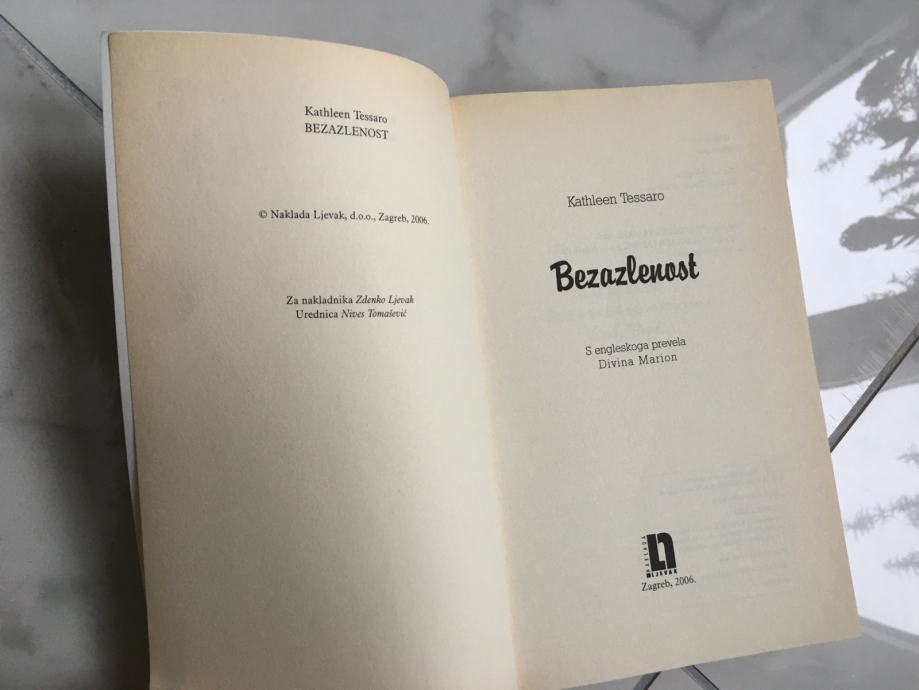 Kathleen Tessaro
BEZAZLENOST
© Naklada Ljevak, d.o.o., Zagreb, 2006.
Za nakladnika Zdenko Ljevak
Urednica Nives Tomašević
Kathleen Tessaro
Bezazlenost
S engleskoga prevela
Divina Marion
NAKLADA
LJEVAK
Zagreb, 2006.